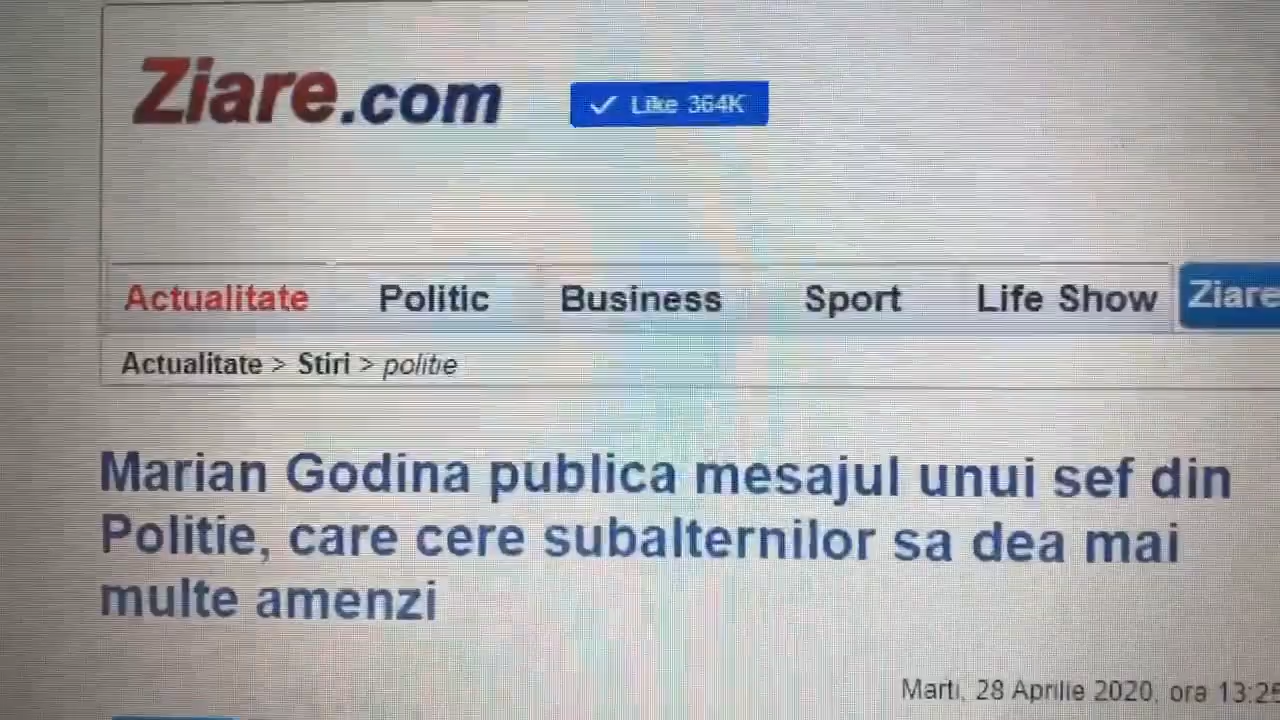 Ziare.com
Like 364K
Actualitate Politic Business Sport Life Show Ziare
Actualitate > Stiri > politie
Marian Godina publica mesajul unui sef din
Politie, care cere subalternilor sa dea mai
multe amenzi
Marti, 28 Aprilie 2020, ora 13:25